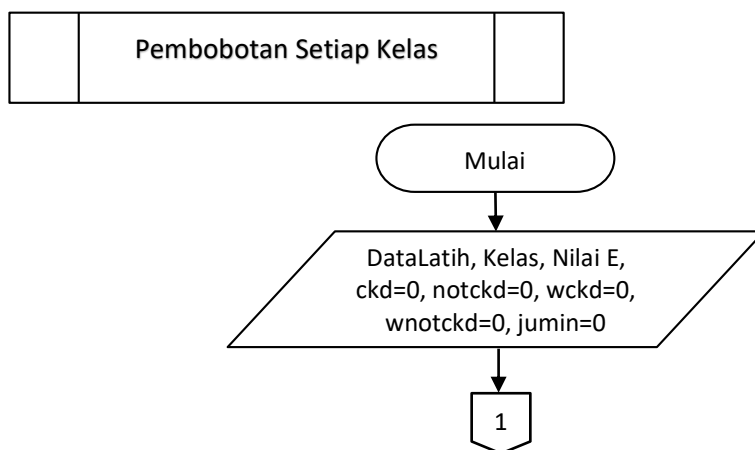 Pembobotan Setiap Kelas
Mulai
DataLatih, Kelas, Nilai E,
ckd=0, notckd=0, wckd=0,
wnotckd=0, jumin=0
1